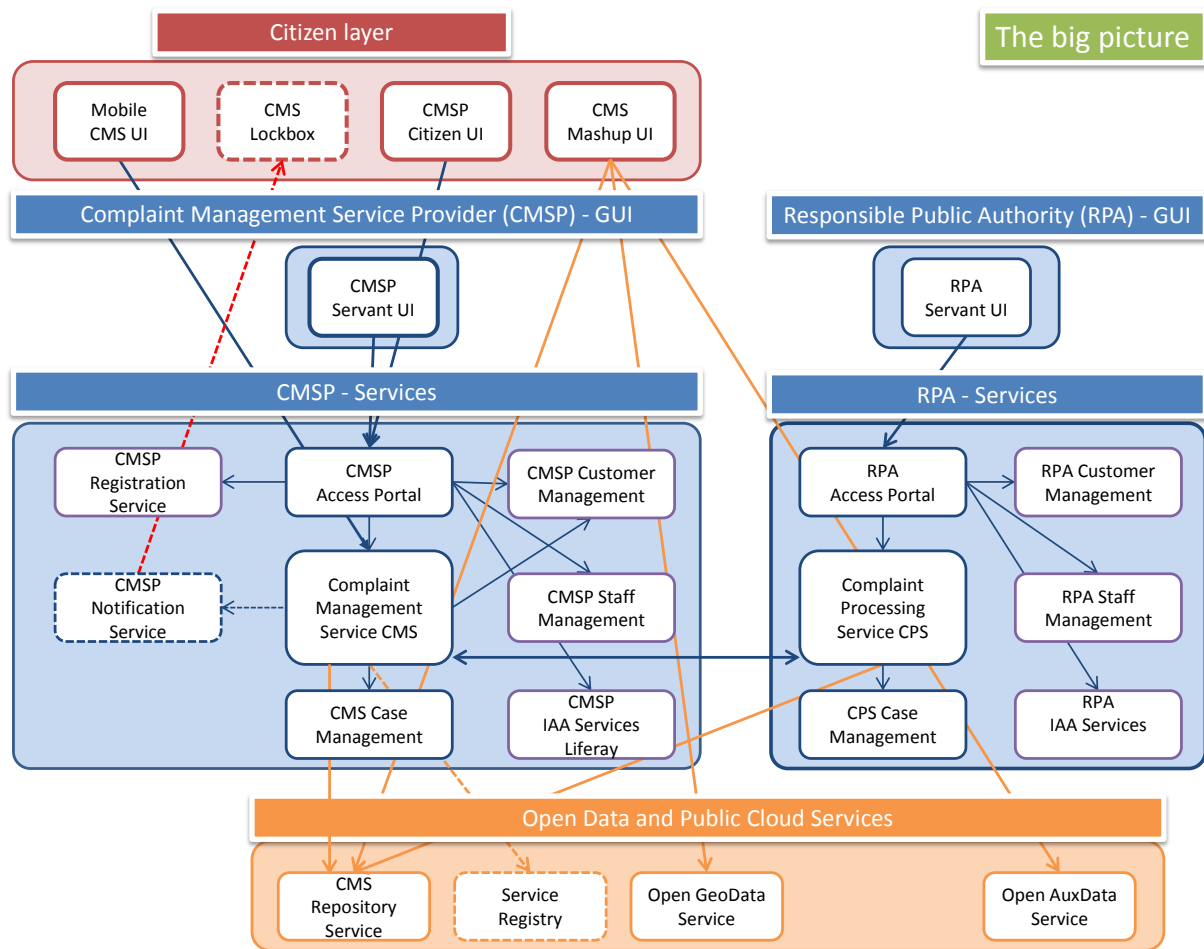 Citizen layer
The big picture
Mobile
CMS UI
CMS
Lockbox
CMSP
Citizen UI
CMS
Mashup UI
Complaint Management Service Provider (CMSP) - GUI
Responsible Public Authority (RPA) - GUI
CMSP
Servant UI
RPA
Servant UI
CMSP - Services
RPA - Services
CMSP
Registration
Service
CMSP
Access Portal
CMSP Customer
Management
RPA
Access Portal
RPA Customer
Management
CMSP
Notification
Service
Complaint
Management
Service CMS
CMSP Staff
Management
Complaint
Processing
Service CPS
RPA Staff
Management
CMS Case
Management
CMSP
IAA Services
Liferay
CPS Case
Management
RPA
IAA Services
Open Data and Public Cloud Services
CMS
Repository
Service
Service
Registry
Open GeoData
Service
Open AuxData
Service